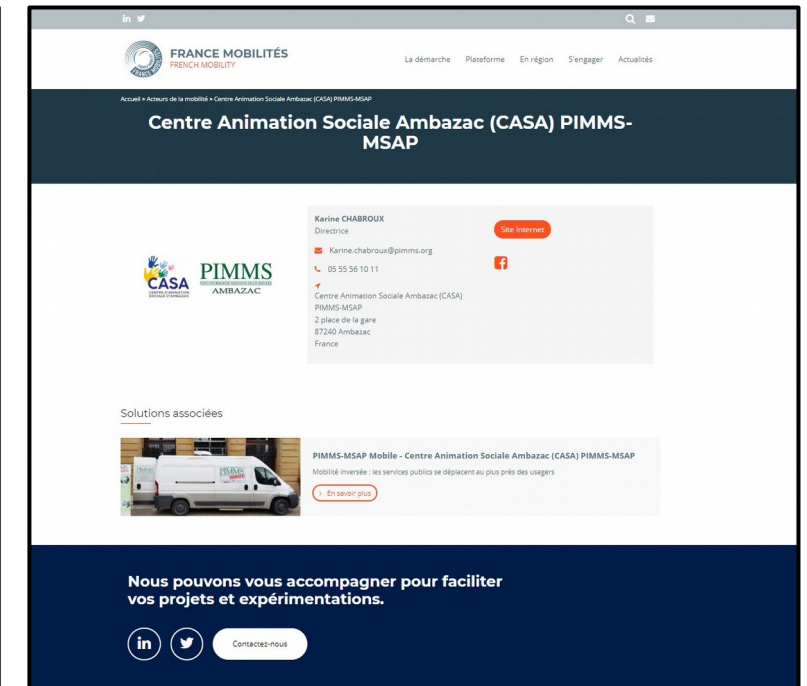 FRANCE MOBILITÉS
FRENCH MOBILITY
La démarche Plateforme En région S'engager Actualités
Accueil » Acteurs de la mobilité » Centre Animation Sociale Ambazac (CASA) PIMMS-MSAP
Centre Animation Sociale Ambazac (CASA) PIMMS-
MSAP
CASA
CENTRE D'ANIMATION
SOCIALE D'AMBAZAC
PIMMS
AMBAZAC
Karine CHABROUX
Directrice
Karine.chabroux@pimms.org
05 55 56 10 11
Centre Animation Sociale Ambazac (CASA)
PIMMS-MSAP
2 place de la gare
87240 Ambazac
France
Site Internet
Solutions associées
PIMMS
PIMMS-MSAP Mobile - Centre Animation Sociale Ambazac (CASA) PIMMS-MSAP
Mobilité inversée : les services publics se déplacent au plus près des usagers
› En savoir plus
Nous pouvons vous accompagner pour faciliter
vos projets et expérimentations.
Contactez-nous